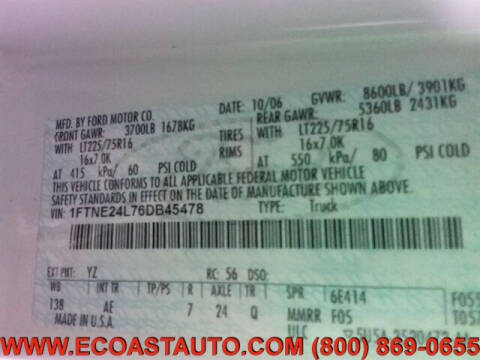 MFD. BY FORD MOTOR CO.
DATE: 10/06 GVWR: 8600LB/ 3901KG
FRONT GAWR: 3700LB 1678KG REAR GAWR: 5360LB 2431KG
WITH LT225/75R16 TIRES WITH LT225/75R16
16x7.0K RIMS 16x7.0K
AT 415 kPa/ 60 PSI COLD AT 550 kPa/ 80 PSI COLD
THIS VEHICLE CONFORMS TO ALL APPLICABLE FEDERAL MOTOR VEHICLE
SAFETY STANDARDS IN EFFECT ON THE DATE OF MANUFACTURE SHOWN ABOVE.
VIN: 1FTNE24L76DB45478 TYPE: Truck
EXT PNT: YZ RC: 56 DSO:
WB INT TR TP/PS R AXLE TR SPR 6E414
138 AE 7 24 Q MMRR F05
MADE IN U.S.A. ULC
WWW.ECOASTAUTO.COM (800) 869-0655